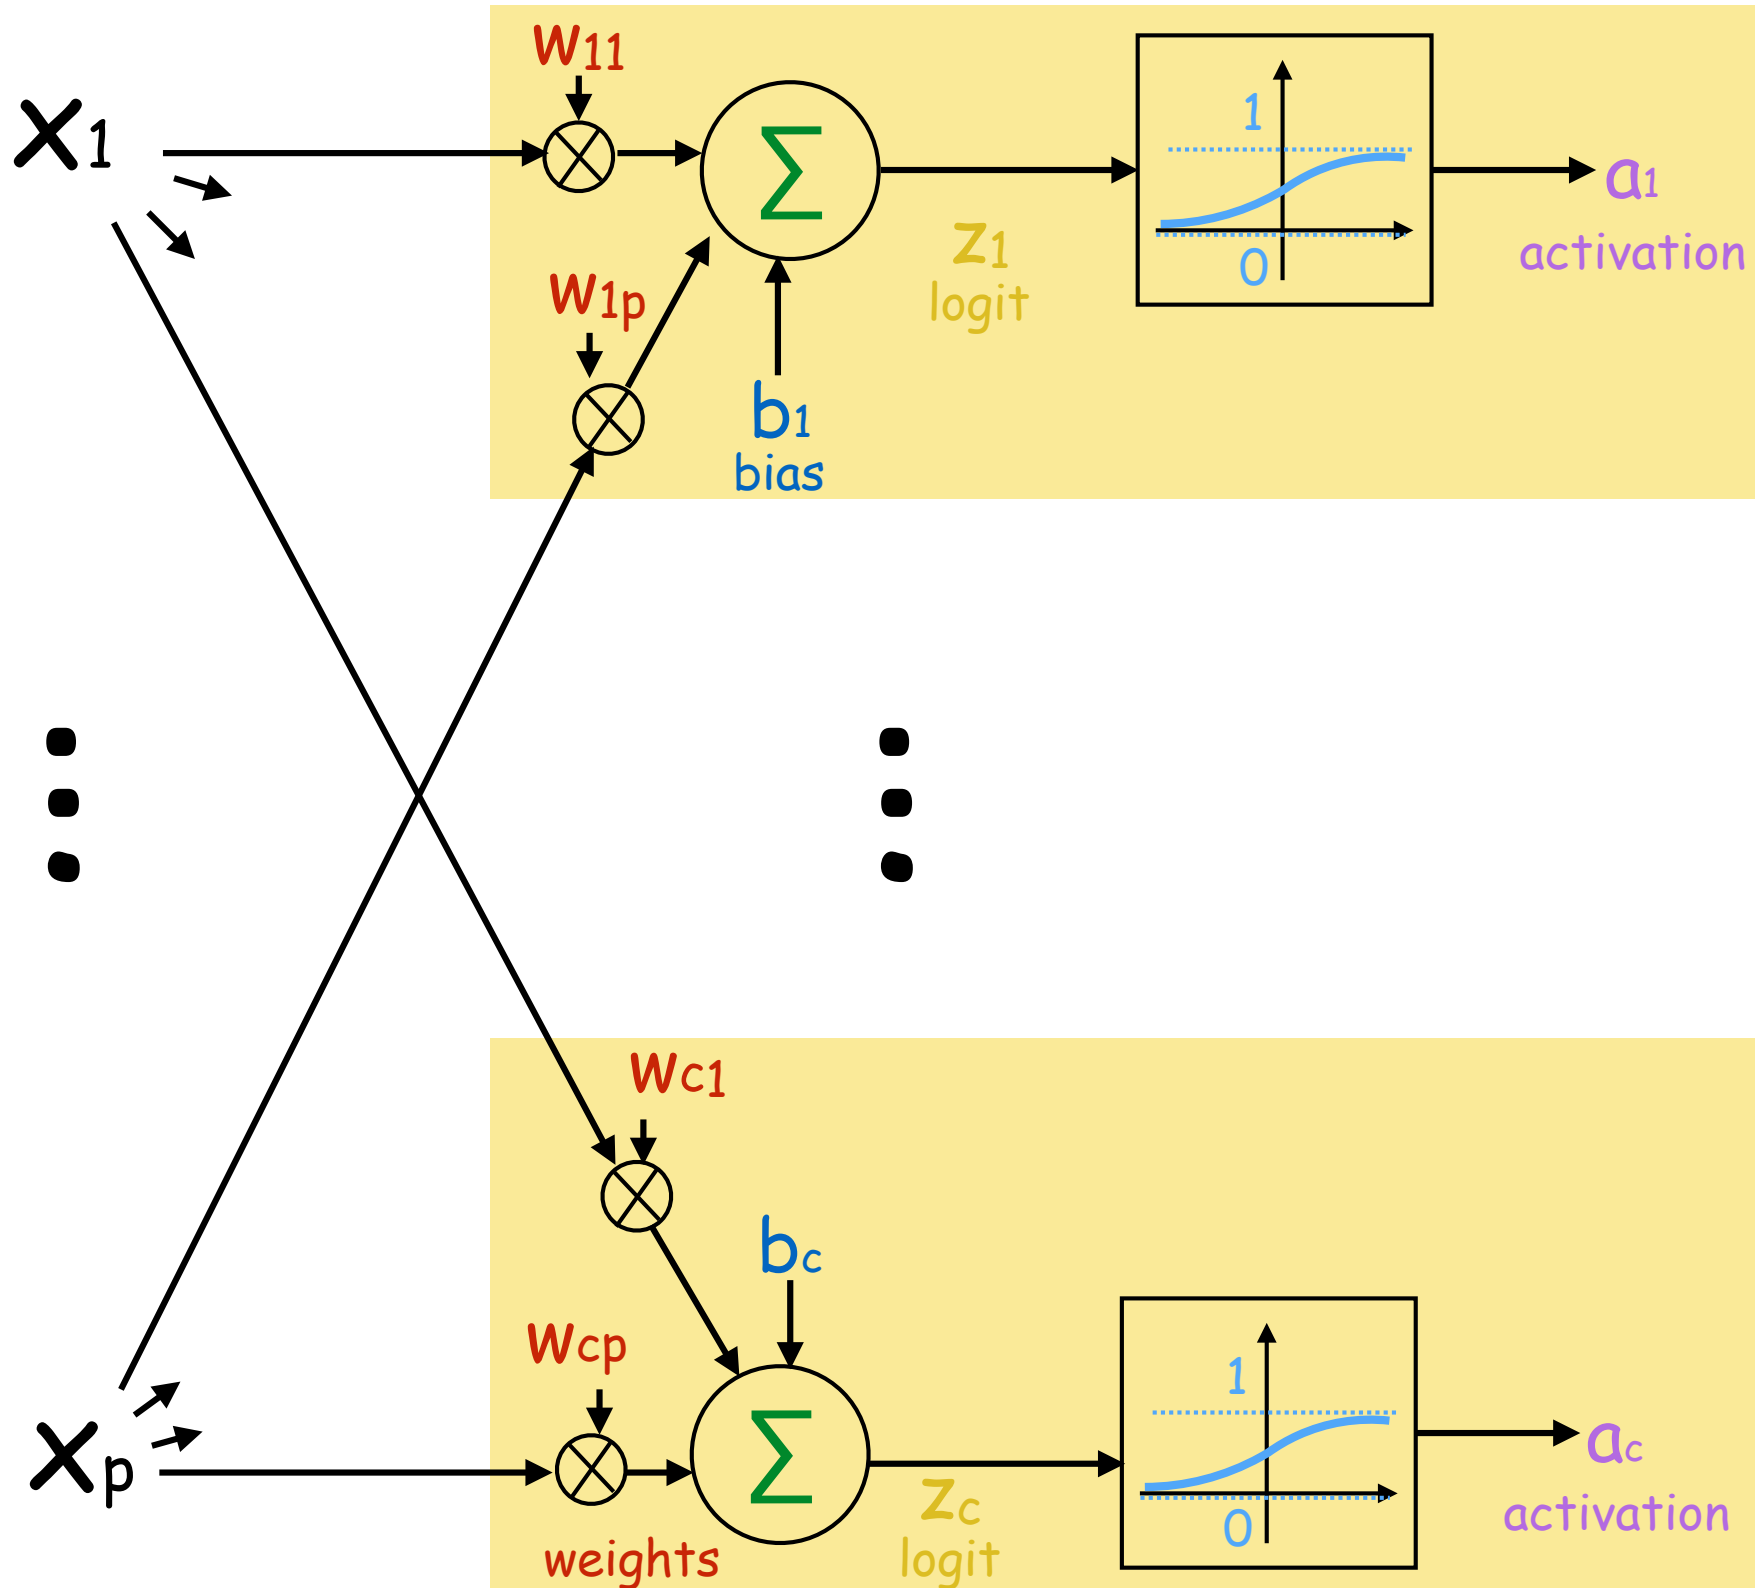 w11
x1
1
Σ
a1
z1
activation
0
w1p
logit
b1
bias
wc1
bc
wcp
1
xp
Σ
ac
zc
activation
0
weights
logit